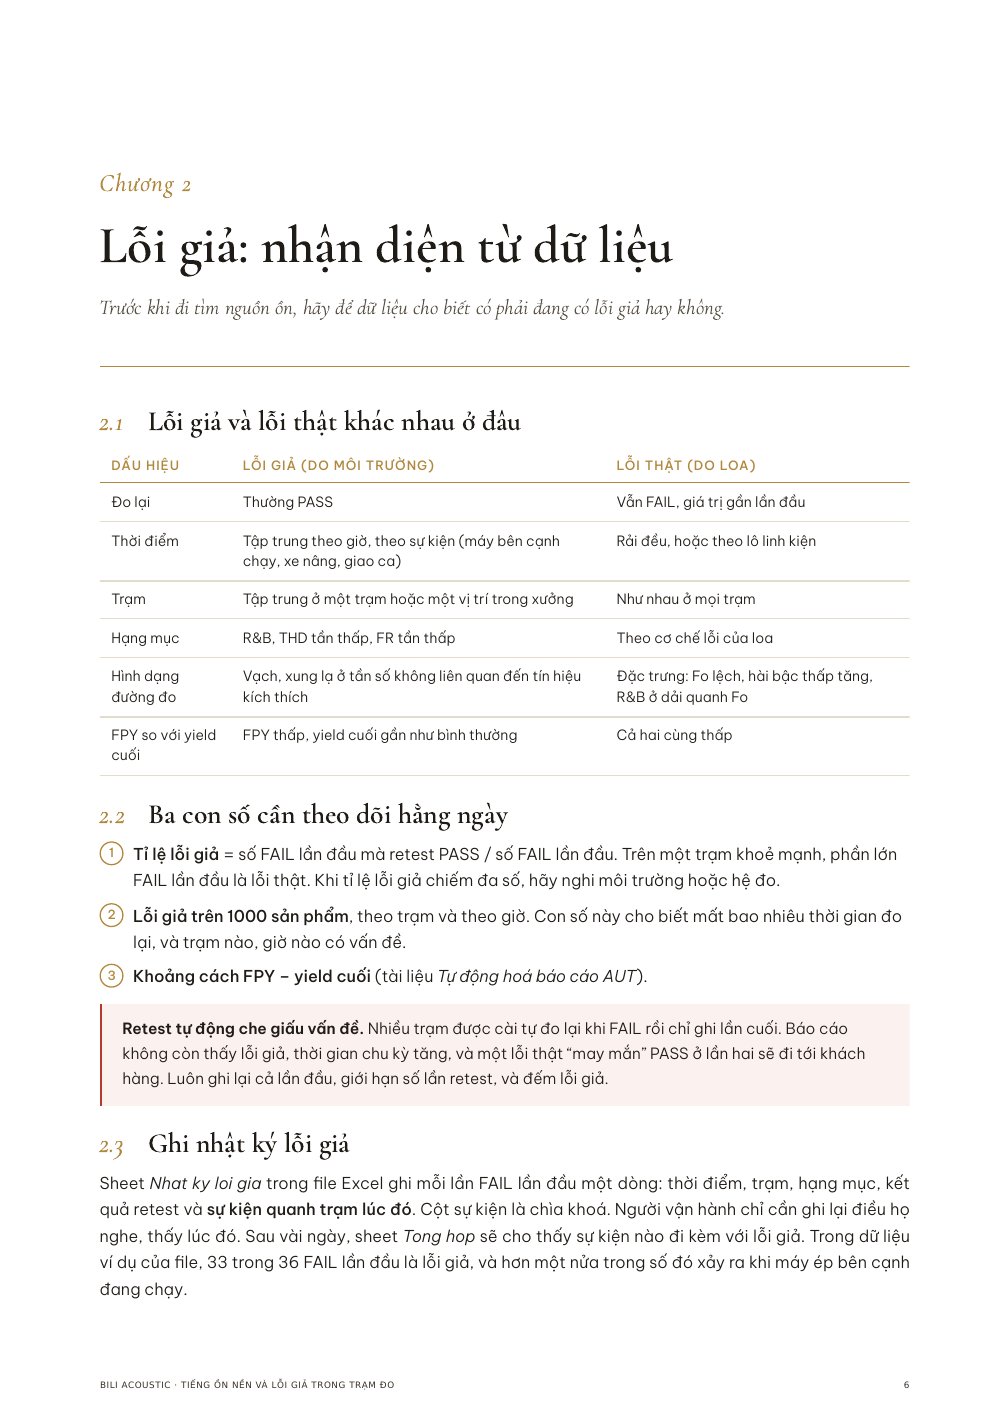 Chương 2
Lỗi giả: nhận diện từ dữ liệu
Trước khi đi tìm nguồn ồn, hãy để dữ liệu cho biết có phải đang có lỗi giả hay không.
2.1 Lỗi giả và lỗi thật khác nhau ở đâu
DẤU HIỆU LỖI GIẢ (DO MÔI TRƯỜNG) LỖI THẬT (DO LOA)
Đo lại Thường PASS Vẫn FAIL, giá trị gần lần đầu
Thời điểm Tập trung theo giờ, theo sự kiện (máy bên cạnh Rải đều, hoặc theo lô linh kiện
chạy, xe nâng, giao ca)
Trạm Tập trung ở một trạm hoặc một vị trí trong xưởng Như nhau ở mọi trạm
Hạng mục R&B, THD tần thấp, FR tần thấp Theo cơ chế lỗi của loa
Hình dạng Vạch, xung lạ ở tần số không liên quan đến tín hiệu Đặc trưng: Fo lệch, hài bậc thấp tăng,
đường đo kích thích R&B ở dải quanh Fo
FPY so với yield FPY thấp, yield cuối gần như bình thường Cả hai cùng thấp
cuối
2.2 Ba con số cần theo dõi hằng ngày
1 Tỉ lệ lỗi giả = số FAIL lần đầu mà retest PASS / số FAIL lần đầu. Trên một trạm khoẻ mạnh, phần lớn
FAIL lần đầu là lỗi thật. Khi tỉ lệ lỗi giả chiếm đa số, hãy nghi môi trường hoặc hệ đo.
2 Lỗi giả trên 1000 sản phẩm, theo trạm và theo giờ. Con số này cho biết mất bao nhiêu thời gian đo
lại, và trạm nào, giờ nào có vấn đề.
3 Khoảng cách FPY – yield cuối (tài liệu Tự động hoá báo cáo AUT).
Retest tự động che giấu vấn đề. Nhiều trạm được cài tự đo lại khi FAIL rồi chỉ ghi lần cuối. Báo cáo
không còn thấy lỗi giả, thời gian chu kỳ tăng, và một lỗi thật “may mắn” PASS ở lần hai sẽ đi tới khách
hàng. Luôn ghi lại cả lần đầu, giới hạn số lần retest, và đếm lỗi giả.
2.3 Ghi nhật ký lỗi giả
Sheet Nhat ky loi gia trong file Excel ghi mỗi lần FAIL lần đầu một dòng: thời điểm, trạm, hạng mục, kết
quả retest và sự kiện quanh trạm lúc đó. Cột sự kiện là chìa khoá. Người vận hành chỉ cần ghi lại điều họ
nghe, thấy lúc đó. Sau vài ngày, sheet Tong hop sẽ cho thấy sự kiện nào đi kèm với lỗi giả. Trong dữ liệu
ví dụ của file, 33 trong 36 FAIL lần đầu là lỗi giả, và hơn một nửa trong số đó xảy ra khi máy ép bên cạnh
đang chạy.
BILI ACOUSTIC · TIẾNG ỒN NỀN VÀ LỖI GIẢ TRONG TRẠM ĐO 6